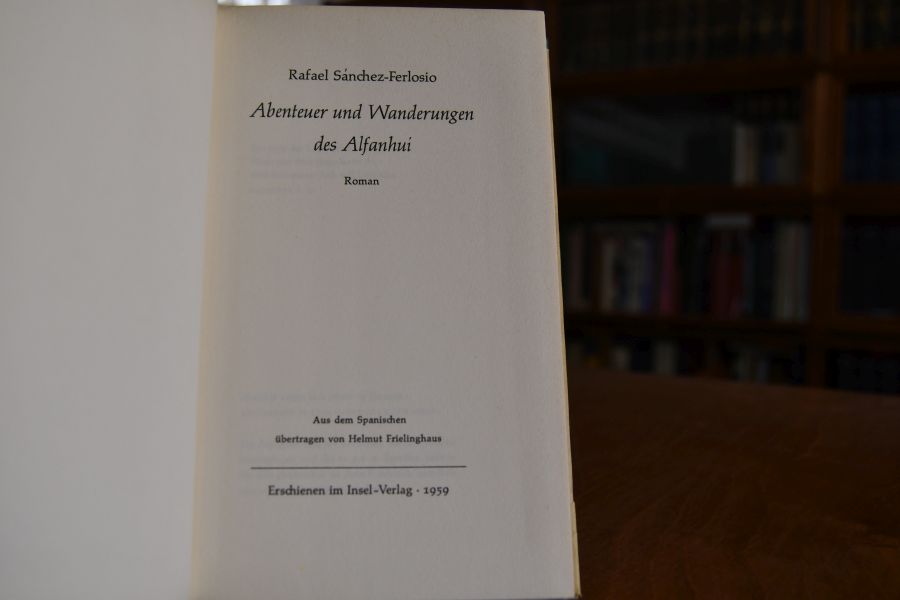 Rafael Sánchez-Ferlosio
Abenteuer und Wanderungen
des Alfanhui
Roman
Aus dem Spanischen
übertragen von Helmut Frielinghaus
Erschienen im Insel-Verlag · 1959